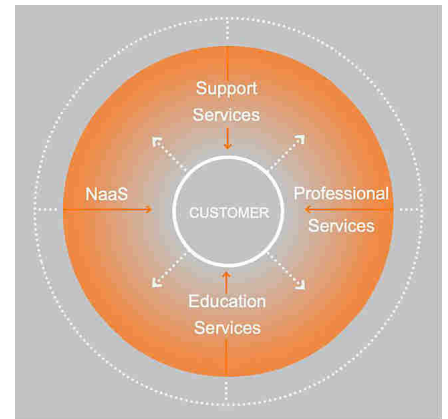 Support
Services
NaaS
CUSTOMER
Professional
Services
Education
Services